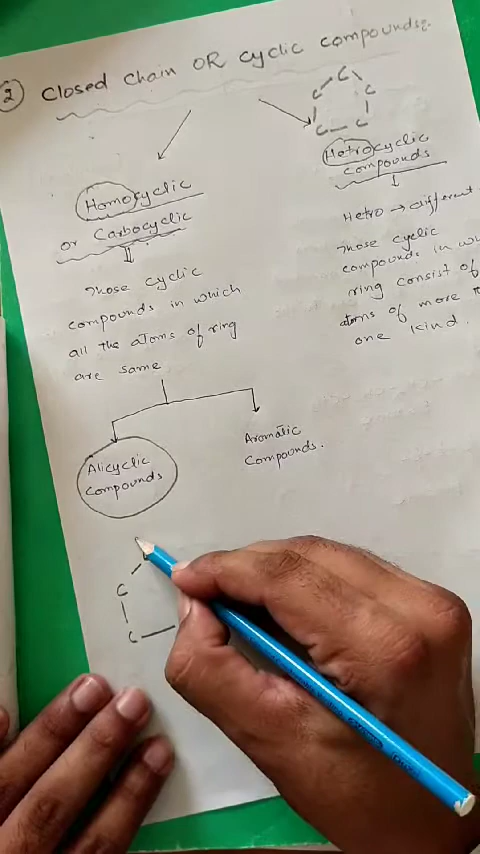 2 Closed Chain OR cyclic compounds:-
C
C C
C — C
Homocyclic
or Carbocyclic
Those cyclic
compounds in which
all the atoms of ring
are same
Hetrocyclic
compounds
Hetro → different
Those cyclic
compounds in
ring consist of
atoms of more
one kind.
Alicyclic
Compounds
Aromatic
Compounds.
C
C —